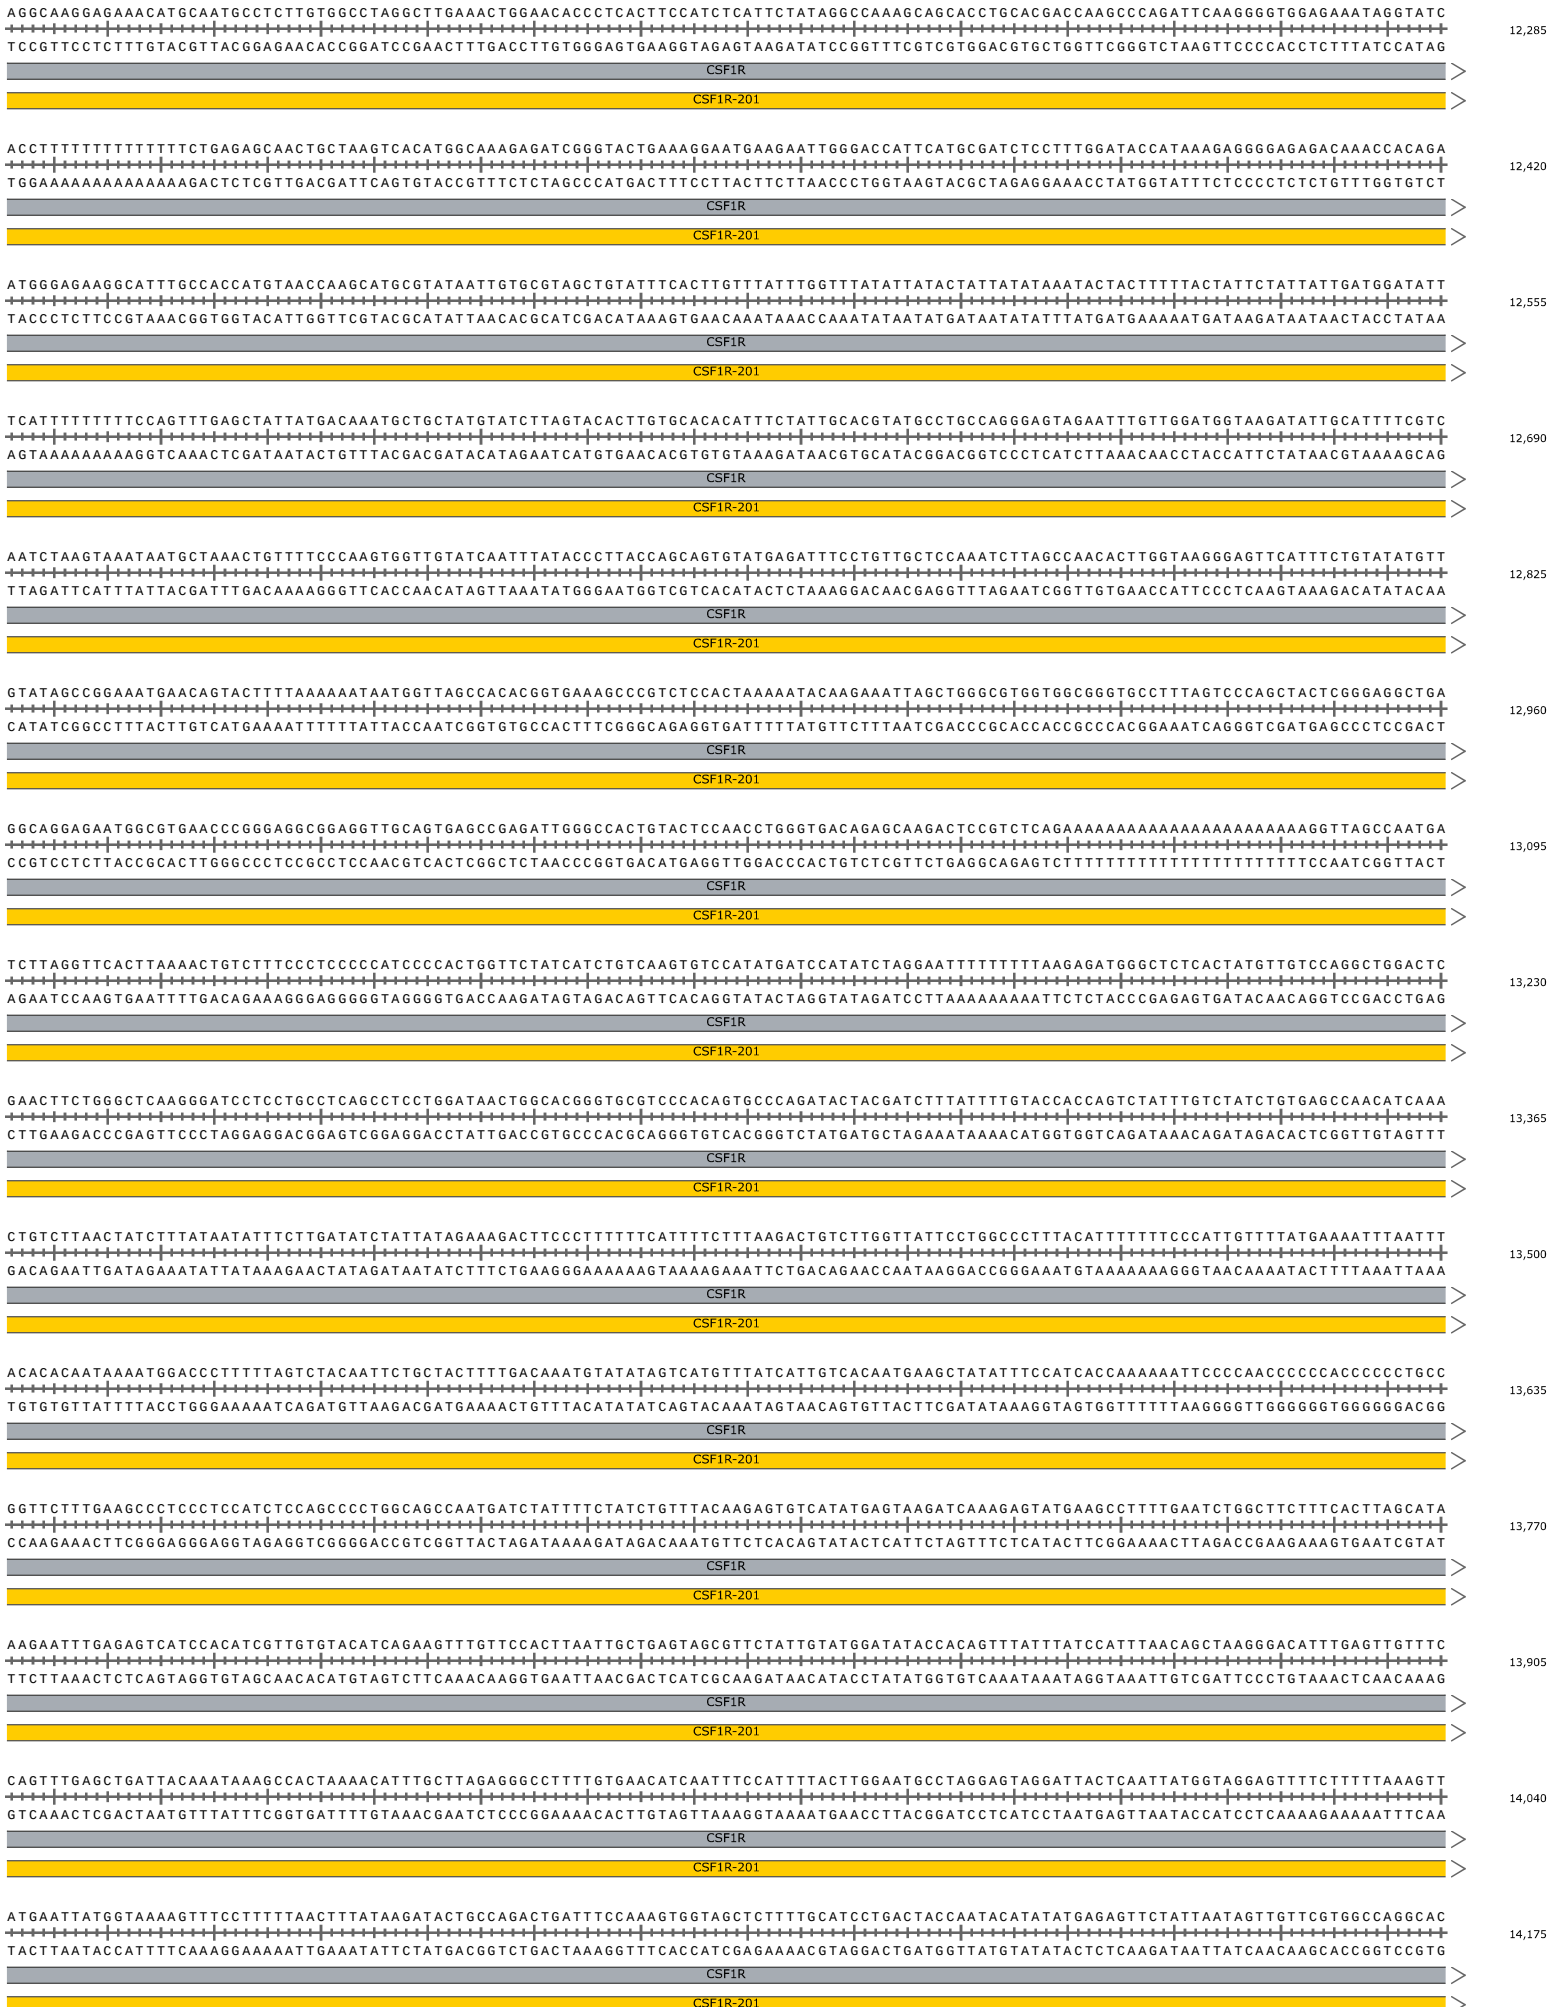 AGGCAAGGAGAAACATGCAATGCCTCTTGTGGCCTAGGCTTGAAACTGGAACACCCTCACTTCCATCTCATTCTATAGGCCAAAGCAGCACCTGCACGACCAAGCCCAGATTCAAGGGGTGGAGAAATAGGTATC
12,285
TCCGTTCCTCTTTGTACGTTACGGAGAACACCGGATCCGAACTTTGACCTTGTGGGAGTGAAGGTAGAGTAAGATATCCGGTTTCGTCGTGGACGTGCTGGTTCGGGTCTAAGTTCCCCACCTCTTTATCCATAG
CSF1R
CSF1R-201
ACCTTTTTTTTTTTTTTTCTGAGAGCAACTGCTAAGTCACATGGCAAAGAGATCGGGTACTGAAAGGAATGAAGAATTGGGACCATTCATGCGATCTCCTTTGGATACCATAAAGAGGGGAGAGACAAACCACAGA
12,420
TGGAAAAAAAAAAAAAAAGACTCTCGTTGACGATTCAGTGTACCGTTTCTCTAGCCCATGACTTTCCTTACTTCTTAACCCTGGTAAGTACGCTAGAGGAAACCTATGGTATTTCTCCCCTCTCTGTTTGGTGTCT
CSF1R
CSF1R-201
ATGGGAGAAGGCATTTGCCACCATGTAACCAAGCATGCGTATAATTGTGCGTAGCTGTATTTCACTTGTTTATTTGGTTTATATTATACTATTATATAAATACTACTTTTTACTATTCTATTATTGATGGATATT
12,555
TACCCTCTTCCGTAAACGGTGGTACATTGGTTCGTACGCATATTAACACGCATCGACATAAAGTGAACAAATAAACCAAATATAATATGATAATATATTTATGATGAAAAATGATAAGATAATAACTACCTATAA
CSF1R
CSF1R-201
TCATTTTTTTTTCCAGTTTGAGCTATTATGACAAATGCTGCTATGTATCTTAGTACACTTGTGCACACATTTCTATTGCACGTATGCCTGCCAGGGAGTAGAATTTGTTGGATGGTAAGATATTGCATTTTCGTC
12,690
AGTAAAAAAAAAGGTCAAACTCGATAATACTGTTTACGACGATACATAGAATCATGTGAACACGTGTGTAAAGATAACGTGCATACGGACGGTCCCTCATCTTAAACAACCTACCATTCTATAACGTAAAAGCAG
CSF1R
CSF1R-201
AATCTAAGTAAATAATGCTAAACTGTTTTCCCAAGTGGTTGTATCAATTTATACCCTTACCAGCAGTGTATGAGATTTCCTGTTGCTCCAAATCTTAGCCAACACTTGGTAAGGGAGTTCATTTCTGTATATGTT
12,825
TTAGATTCATTTATTACGATTTGACAAAAGGGTTCACCAACATAGTTAAATATGGGAATGGTCGTCACATACTCTAAAGGACAACGAGGTTTAGAATCGGTTGTGAACCATTCCCTCAAGTAAAGACATATACAA
CSF1R
CSF1R-201
GTATAGCCGGAAATGAACAGTACTTTTAAAAAATAATGGTTAGCCACACGGTGAAAGCCCGTCTCCACTAAAAATACAAGAAATTAGCTGGGCGTGGTGGCGGGTGCCTTTAGTCCCAGCTACTCGGGAGGCTGA
12,960
CATATCGGCCTTTACTTGTCATGAAAATTTTTTATTACCAATCGGTGTGCCACTTTCGGGCAGAGGTGATTTTTATGTTCTTTAATCGACCCGCACCACCGCCCACGGAAATCAGGGTCGATGAGCCCTCCGACT
CSF1R
CSF1R-201
GGCAGGAGAATGGCGTGAACCCGGGAGGCGGAGGTTGCAGTGAGCCGAGATTGGGCCACTGTACTCCAACCTGGGTGACAGAGCAAGACTCCGTCTCAGAAAAAAAAAAAAAAAAAAAAAAAGGTTAGCCAATGA
13,095
CCGTCCTCTTACCGCACTTGGGCCCTCCGCCTCCAACGTCACTCGGCTCTAACCCGGTGACATGAGGTTGGACCCACTGTCTCGTTCTGAGGCAGAGTCTTTTTTTTTTTTTTTTTTTTTTTCCAATCGGTTACT
CSF1R
CSF1R-201
TCTTAGGTTCACTTAAAACTGTCTTTCCCTCCCCCATCCCCACTGGTTCTATCATCTGTCAAGTGTCCATATGATCCATATCTAGGAATTTTTTTTTAAGAGATGGGCTCTCACTATGTTGTCCAGGCTGGACTC
13,230
AGAATCCAAGTGAATTTTGACAGAAAGGGAGGGGGTAGGGGTGACCAAGATAGTAGACAGTTCACAGGTATACTAGGTATAGATCCTTAAAAAAAAATTCTCTACCCGAGAGTGATACAACAGGTCCGACCTGAG
CSF1R
CSF1R-201
GAACTTCTGGGCTCAAGGGATCCTCCTGCCTCAGCCTCCTGGATAACTGGCACGGGTGCGTCCCACAGTGCCCAGATACTACGATCTTTATTTTGTACCACCAGTCTATTTGTCTATCTGTGAGCCAACATCAAA
13,365
CTTGAAGACCCGAGTTCCCTAGGAGGACGGAGTCGGAGGACCTATTGACCGTGCCCACGCAGGGTGTCACGGGTCTATGATGCTAGAAATAAAACATGGTGGTCAGATAAACAGATAGACACTCGGTTGTAGTTT
CSF1R
CSF1R-201
CTGTCTTAACTATCTTTATAATATTTCTTGATATCTATTATAGAAAGACTTCCCTTTTTTCATTTTCTTTAAGACTGTCTTGGTTATTCCTGGCCCTTTACATTTTTTTCCCATTGTTTTATGAAAATTTAATTT
13,500
GACAGAATTGATAGAAATATTATAAAGAACTATAGATAATATCTTTCTGAAGGGAAAAAAGTAAAAGAAATTCTGACAGAACCAATAAGGACCGGGAAATGTAAAAAAAGGGTAACAAAATACTTTTAAATTAAA
CSF1R
CSF1R-201
ACACACAATAAAATGGACCCTTTTTAGTCTACAATTCTGCTACTTTTGACAAATGTATATAGTCATGTTTATCATTGTCACAATGAAGCTATATTTCCATCACCAAAAAATTCCCCAACCCCCCACCCCCCTGCC
13,635
TGTGTGTTATTTTACCTGGGAAAAATCAGATGTTAAGACGATGAAAACTGTTTACATATATCAGTACAAATAGTAACAGTGTTACTTCGATATAAAGGTAGTGGTTTTTTAAGGGGTTGGGGGGTGGGGGGACGG
CSF1R
CSF1R-201
GGTTCTTTGAAGCCCTCCCTCCATCTCCAGCCCCTGGCAGCCAATGATCTATTTTCTATCTGTTTACAAGAGTGTCATATGAGTAAGATCAAAGAGTATGAAGCCTTTTGAATCTGGCTTCTTTCACTTAGCATA
13,770
CCAAGAAACTTCGGGAGGGAGGTAGAGGTCGGGGACCGTCGGTTACTAGATAAAAGATAGACAAATGTTCTCACAGTATACTCATTCTAGTTTCTCATACTTCGGAAAACTTAGACCGAAGAAAGTGAATCGTAT
CSF1R
CSF1R-201
AAGAATTTGAGAGTCATCCACATCGTTGTGTACATCAGAAGTTTGTTCCACTTAATTGCTGAGTAGCGTTCTATTGTATGGATATACCACAGTTTATTTATCCATTTAACAGCTAAGGGACATTTGAGTTGTTTC
13,905
TTCTTAAACTCTCAGTAGGTGTAGCAACACATGTAGTCTTCAAACAAGGTGAATTAACGACTCATCGCAAGATAACATACCTATATGGTGTCAAATAAATAGGTAAATTGTCGATTCCCTGTAAACTCAACAAAG
CSF1R
CSF1R-201
CAGTTTGAGCTGATTACAAATAAAGCCACTAAAACATTTGCTTAGAGGGCCTTTTGTGAACATCAATTTCCATTTTACTTGGAATGCCTAGGAGTAGGATTACTCAATTATGGTAGGAGTTTTCTTTTTAAAGTT
14,040
GTCAAACTCGACTAATGTTTATTTCGGTGATTTTGTAAACGAATCTCCCGGAAAACACTTGTAGTTAAAGGTAAAATGAACCTTACGGATCCTCATCCTAATGAGTTAATACCATCCTCAAAAGAAAAATTTCAA
CSF1R
CSF1R-201
ATGAATTATGGTAAAAGTTTCCTTTTTAACTTTATAAGATACTGCCAGACTGATTTCCAAAGTGGTAGCTCTTTTGCATCCTGACTACCAATACATATATGAGAGTTCTATTAATAGTTGTTCGTGGCCAGGCAC
14,175
TACTTAATACCATTTTCAAAGGAAAAATTGAAATATTCTATGACGGTCTGACTAAAGGTTTCACCATCGAGAAAACGTAGGACTGATGGTTATGTATATACTCTCAAGATAATTATCAACAAGCACCGGTCCGTG
CSF1R
CSF1R-201